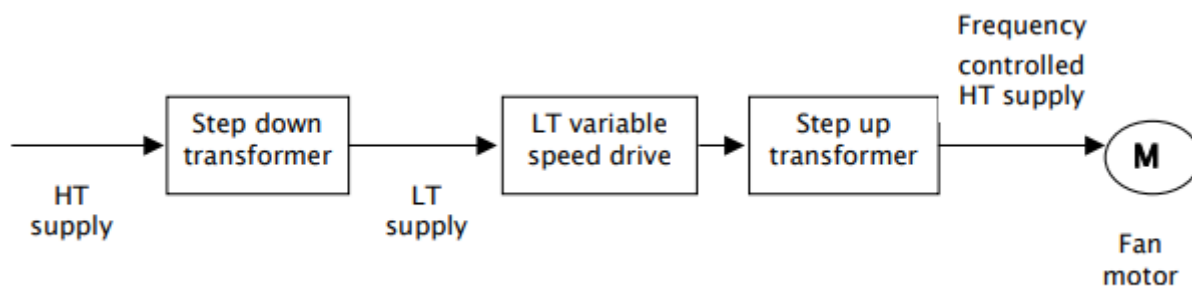 HT
supply
Step down
transformer
LT
supply
LT variable
speed drive
Step up
transformer
Frequency
controlled
HT supply
M
Fan
motor